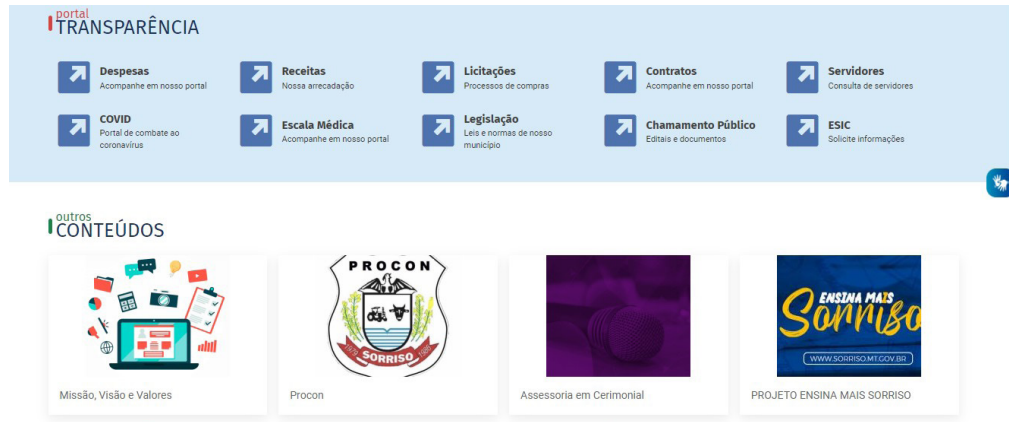 portal
TRANSPARÊNCIA
Despesas
Acompanhe em nosso portal
Receitas
Nossa arrecadação
Licitações
Processos de compras
Contratos
Acompanhe em nosso portal
Servidores
Consulta de servidores
COVID
Portal de combate ao
coronavírus
Escala Médica
Acompanhe em nosso portal
Legislação
Leis e normas de nosso
município
Chamamento Público
Editais e documentos
ESIC
Solicite informações
outros
CONTEÚDOS
PROCON
SORRISO
ENSINA MAIS
Sorriso
WWW.SORRISO.MT.GOV.BR
Missão, Visão e Valores
Procon
Assessoria em Cerimonial
PROJETO ENSINA MAIS SORRISO